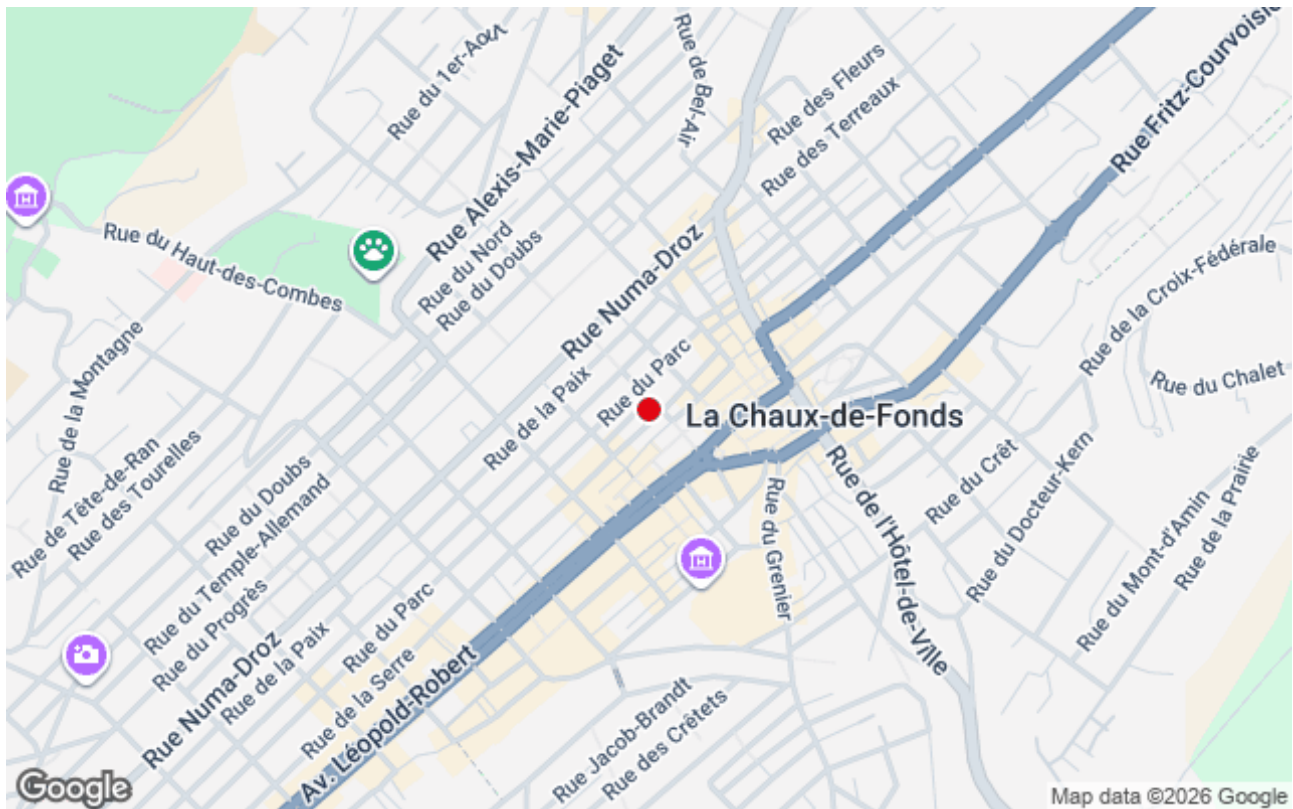 Rue du 1er-Août
Rue Alexis-Marie-Piaget
Rue de Bel-Air
Rue des Fleurs
Rue des Terreaux
Rue Fritz-Courvoisie
Rue du Haut-des-Combes
Rue du Nord
Rue du Doubs
Rue Numa-Droz
Rue de la Croix-Fédérale
Rue de la Montagne
Rue du Parc
Rue de la Paix
Rue du Chalet
La Chaux-de-Fonds
Rue de Tête-de-Ran
Rue des Tourelles
Rue du Doubs
Rue du Temple-Allemand
Rue du Progrès
Rue du Grenier
Rue de l'Hôtel-de-Ville
Rue du Crêt
Rue du Docteur-Kern
Rue du Mont-d'Amin
Rue de la Prairie
Rue Numa-Droz
Rue de la Paix
Rue du Parc
Rue de la Serre
Av. Léopold-Robert
Rue Jacob-Brandt
Rue des Crêtets
Google
Map data ©2026 Google